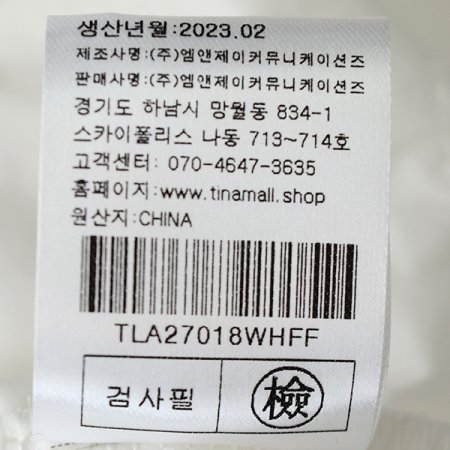 생산년월:2023.02
제조사명:(주)엠앤제이커뮤니케이션즈
판매사명:(주)엠앤제이커뮤니케이션즈
경기도 하남시 망월동 834-1
스카이폴리스 나동 713~714호
고객센터: 070-4647-3635
홈페이지:www.tinamall.shop
원산지:CHINA
TLA27018WHFF
검사필 檢